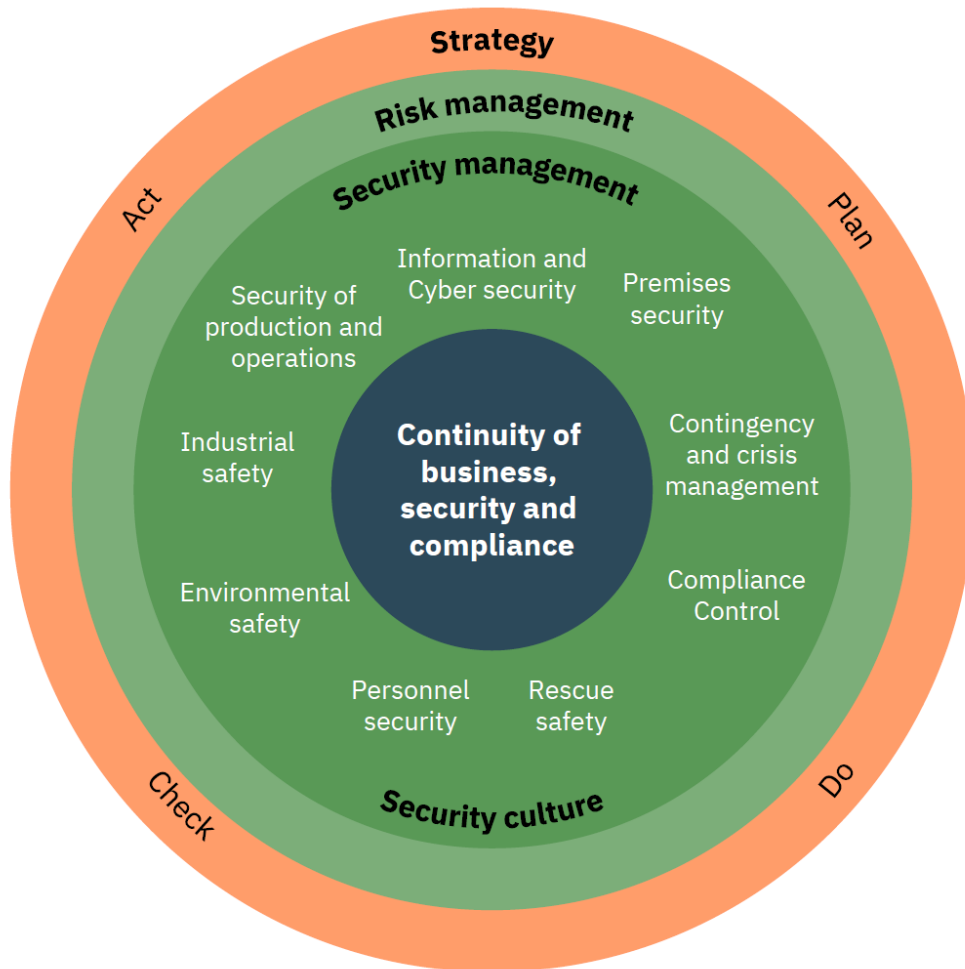 Strategy
Risk management
Security management
Act
Plan
Information and
Cyber security
Premises
security
Security of
production and
operations
Contingency
and crisis
management
Industrial
safety
Continuity of
business,
security and
compliance
Compliance
Control
Environmental
safety
Personnel
security
Rescue
safety
Check
Do
Security culture